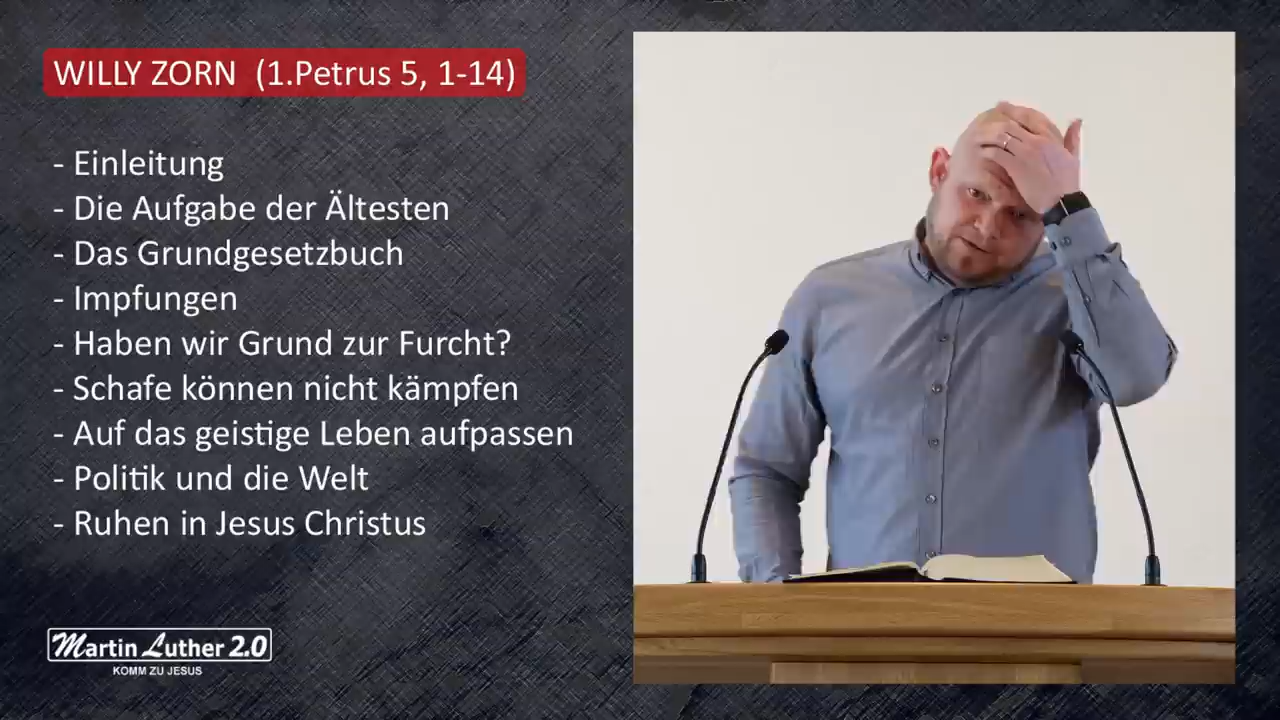 WILLY ZORN (1.Petrus 5, 1-14)
- Einleitung
- Die Aufgabe der Ältesten
- Das Grundgesetzbuch
- Impfungen
- Haben wir Grund zur Furcht?
- Schafe können nicht kämpfen
- Auf das geistige Leben aufpassen
- Politik und die Welt
- Ruhen in Jesus Christus
Martin Luther 2.0
KOMM ZU JESUS